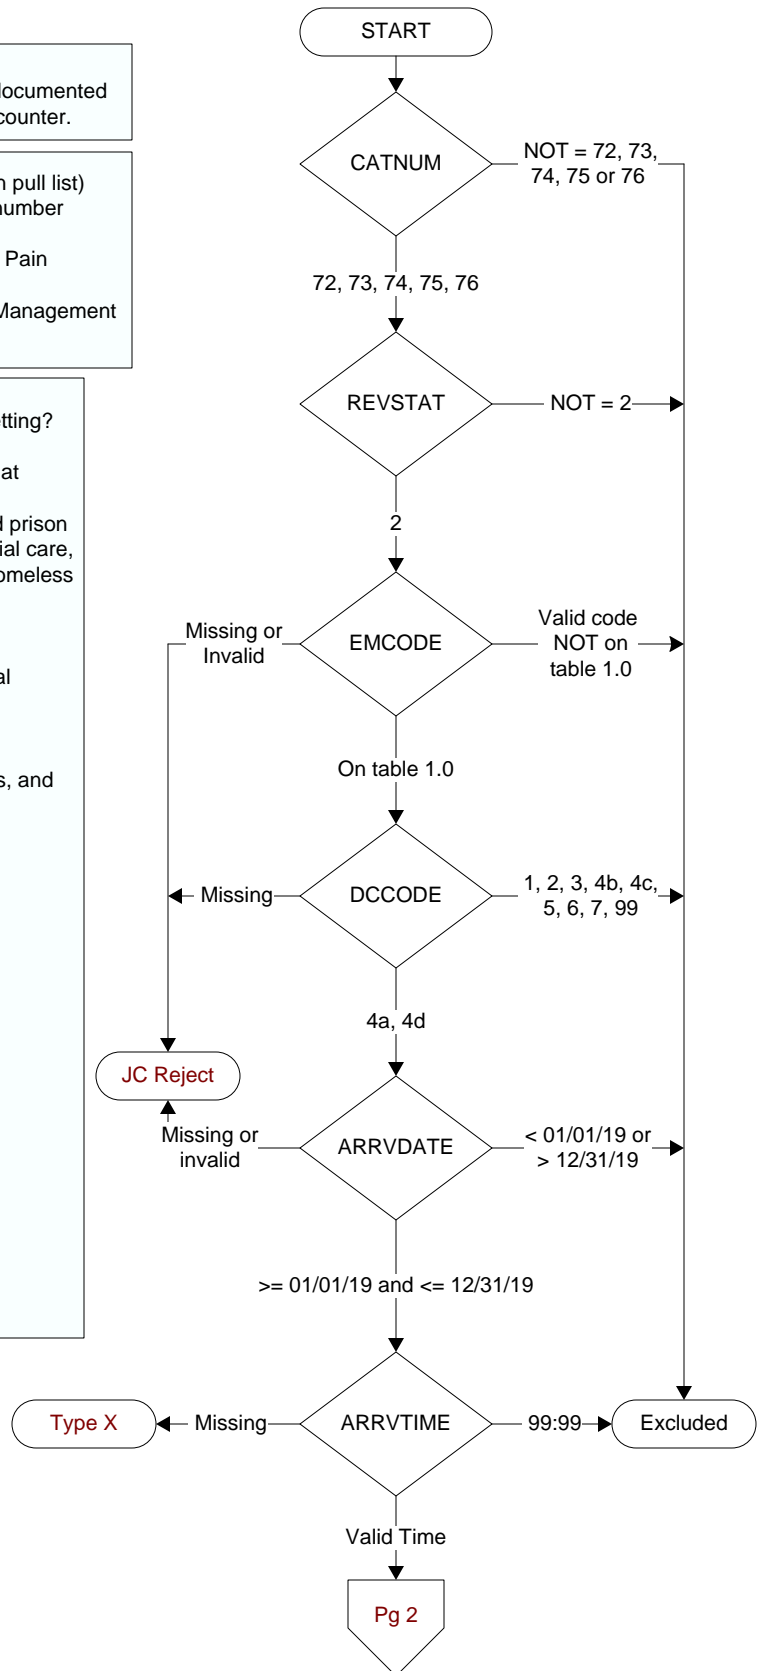 START
documented
counter.
CATNUM
NOT = 72, 73,
74, 75 or 76
n pull list)
number
Pain
Management
72, 73, 74, 75, 76
REVSTAT
NOT = 2
etting?
at
d prison
ial care,
omeless
2
EMCODE
Missing or
Invalid
Valid code
NOT on
table 1.0
al
s, and
On table 1.0
DCCODE
Missing
1, 2, 3, 4b, 4c,
5, 6, 7, 99
4a, 4d
JC Reject
ARRVDATE
Missing or
invalid
< 01/01/19 or
> 12/31/19
>= 01/01/19 and <= 12/31/19
Type X
Missing
ARRVTIME
99:99
Excluded
Valid Time
Pg 2